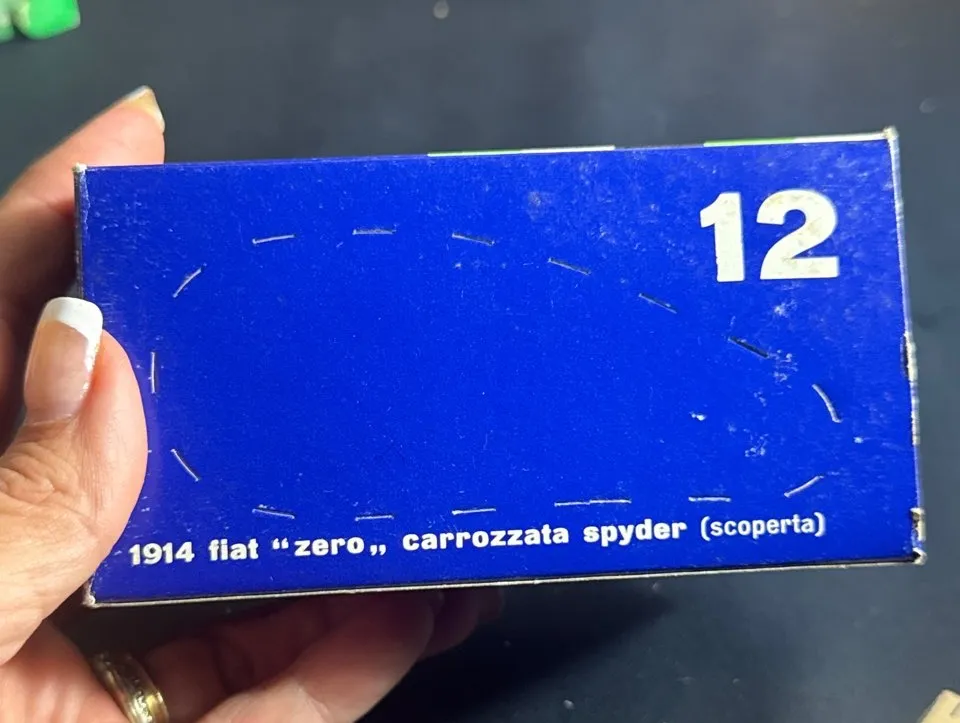 12
1914 fiat “zero„ carrozzata spyder (scoperta)